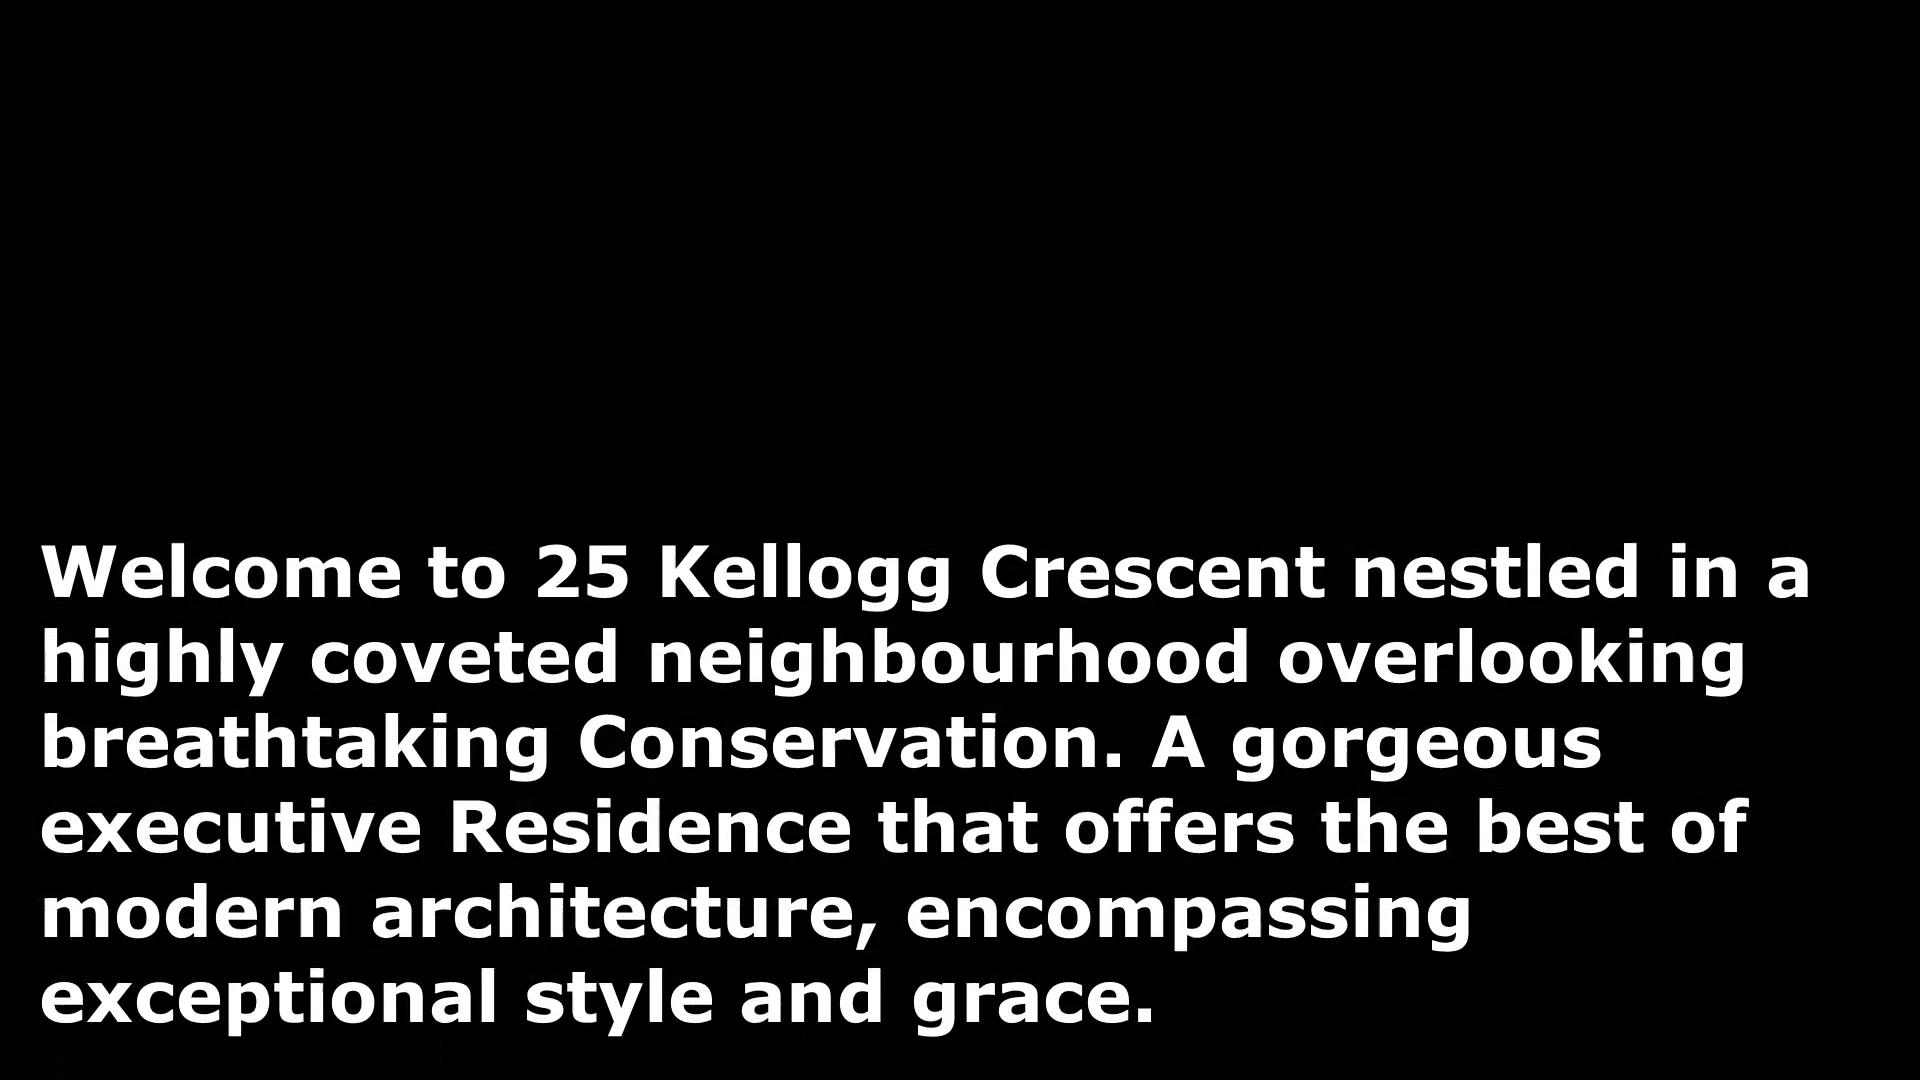 Welcome to 25 Kellogg Crescent nestled in a
highly coveted neighbourhood overlooking
breathtaking Conservation. A gorgeous
executive Residence that offers the best of
modern architecture, encompassing
exceptional style and grace.